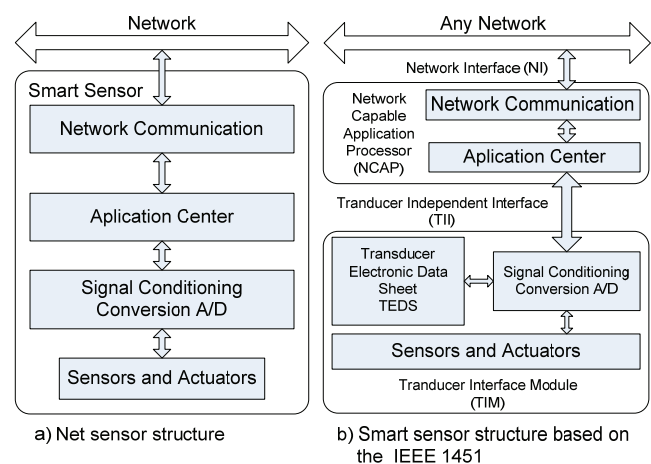 Network
Smart Sensor
Network Communication
Aplication Center
Signal Conditioning
Conversion A/D
Sensors and Actuators
a) Net sensor structure
Any Network
Network Interface (NI)
Network
Capable
Application
Processor
(NCAP)
Network Communication
Aplication Center
Tranducer Independent Interface
(TII)
Transducer
Electronic Data
Sheet
TEDS
Signal Conditioning
Conversion A/D
Sensors and Actuators
Tranducer Interface Module
(TIM)
b) Smart sensor structure based on
the IEEE 1451